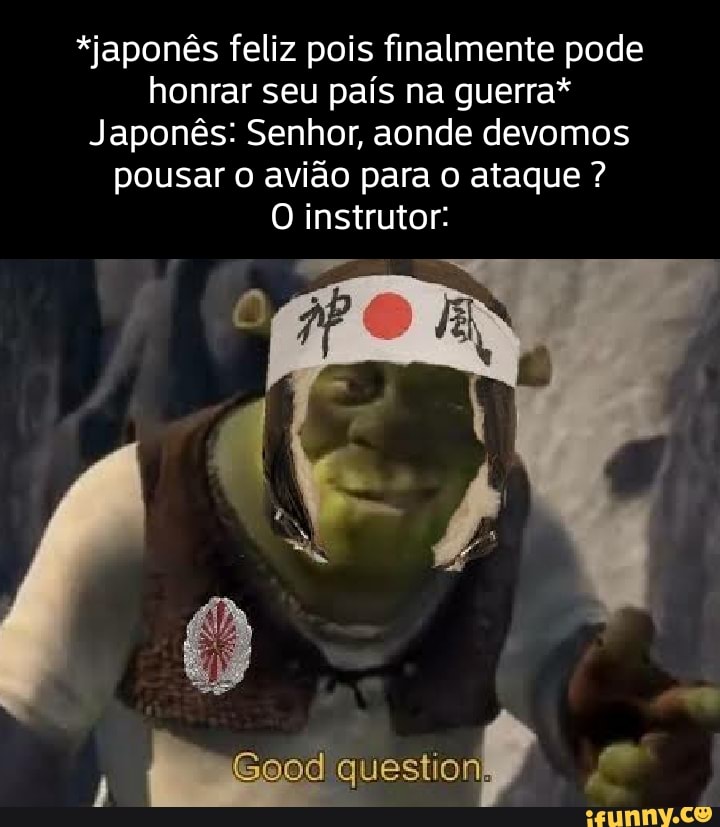 *japonês feliz pois finalmente pode
honrar seu país na guerra*
Japonês: Senhor, aonde devomos
pousar o avião para o ataque ?
O instrutor:
神 風
Good question.
ifunny.co